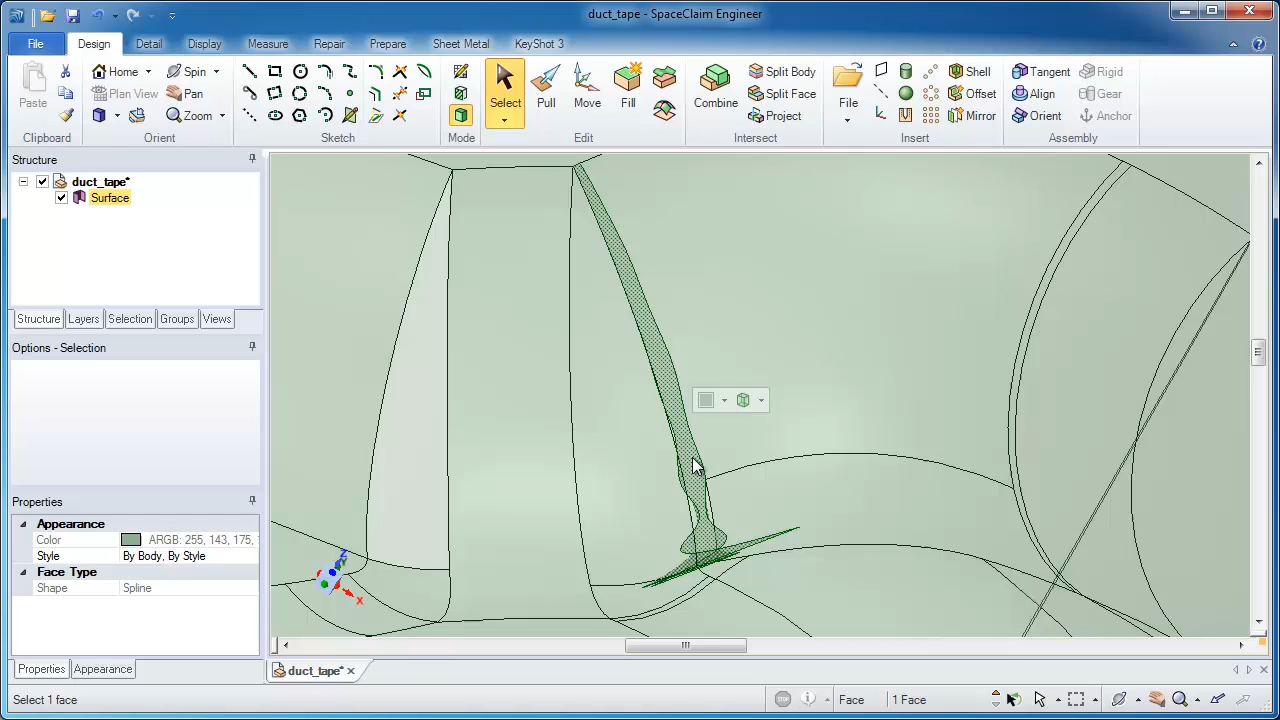 duct_tape - SpaceClaim Engineer
File Design Detail Display Measure Repair Prepare Sheet Metal KeyShot 3
Paste
Clipboard
Home Spin
Plan View Pan
Zoom
Orient
Sketch
Mode
Select Pull Move Fill
Edit
Combine
Split Body
Split Face
Project
Intersect
File
Shell
Offset
Mirror
Insert
Tangent Rigid
Align Gear
Orient Anchor
Assembly
Structure
duct_tape*
Surface
Structure Layers Selection Groups Views
Options - Selection
Properties
Appearance
Color ARGB: 255, 143, 175,
Style By Body, By Style
Face Type
Shape Spline
Properties Appearance
Z
Y
X
duct_tape*
Select 1 face
Face 1 Face